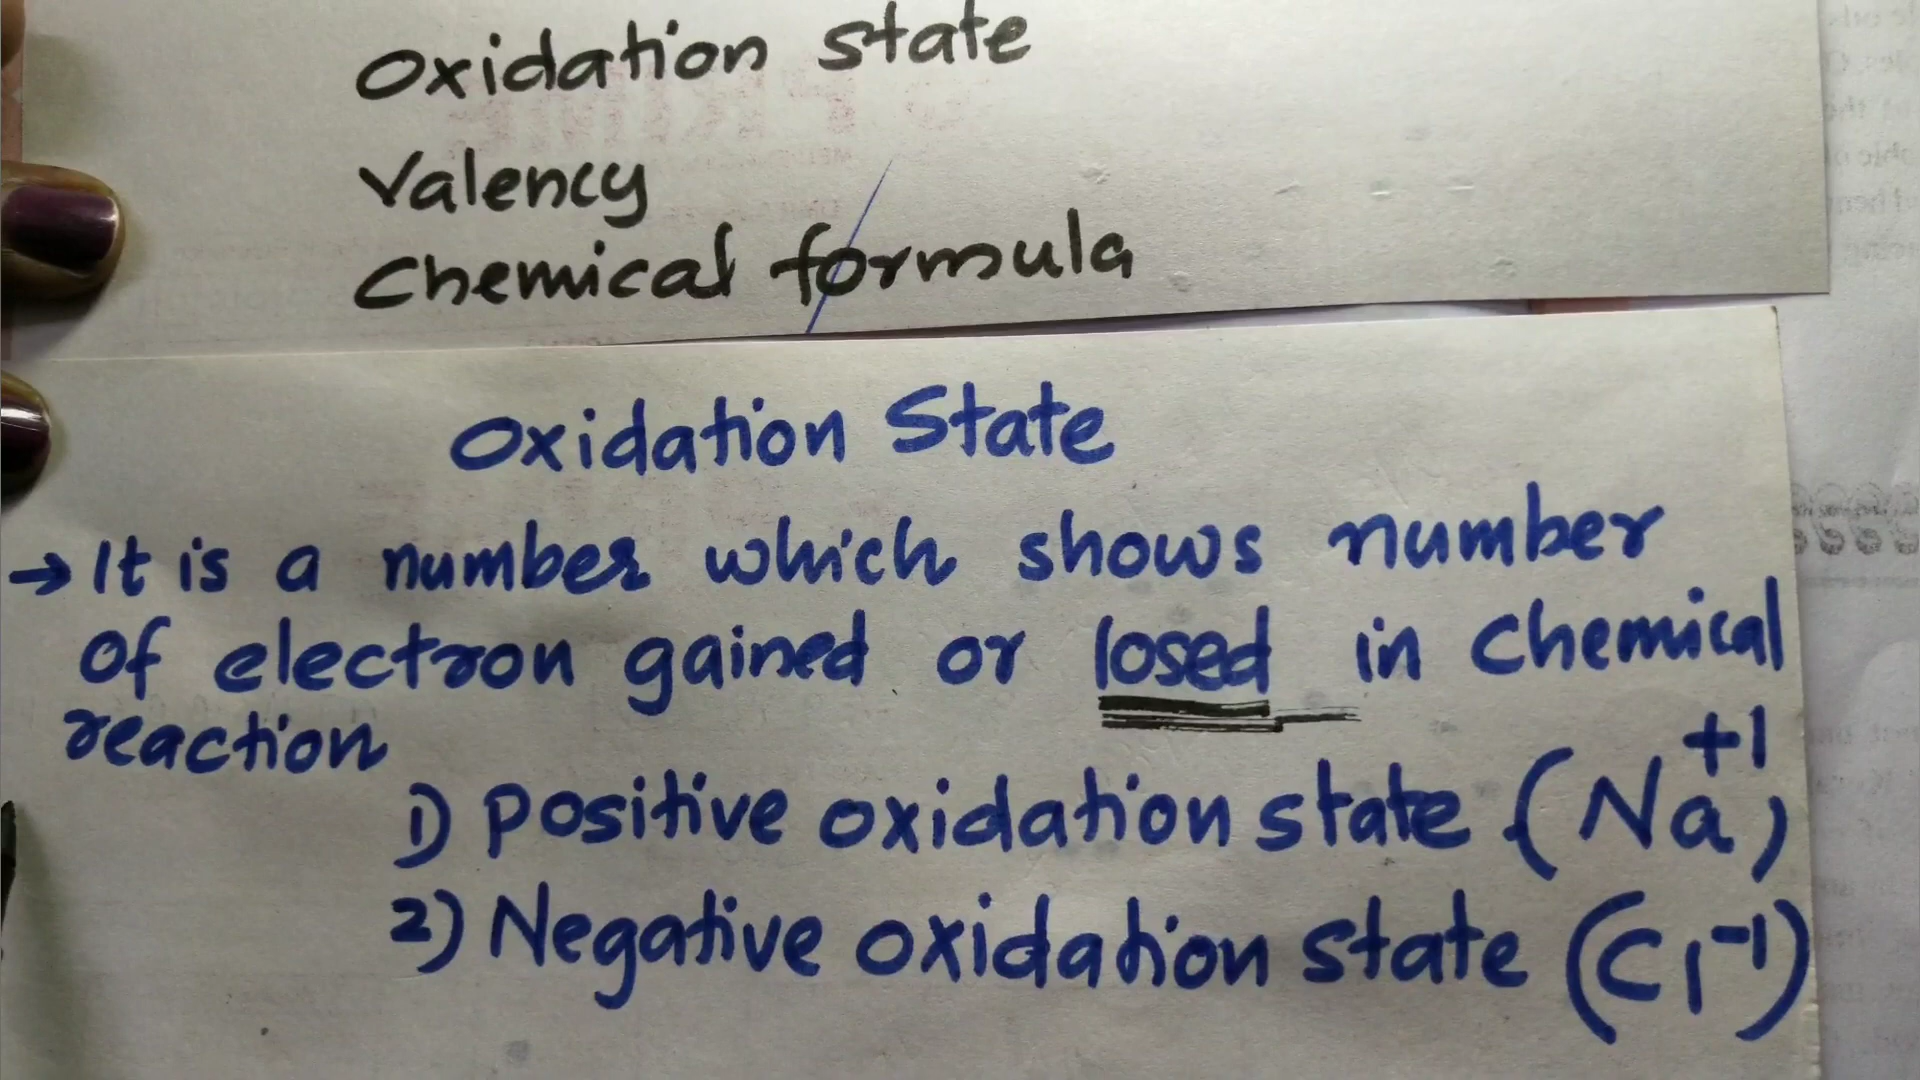 Oxidation state
Valency
Chemical formula
Oxidation State
→ It is a number which shows number
of electron gained or losed in chemical
reaction
1) Positive oxidation state (Na+1)
2) Negative oxidation state (Cl-1)